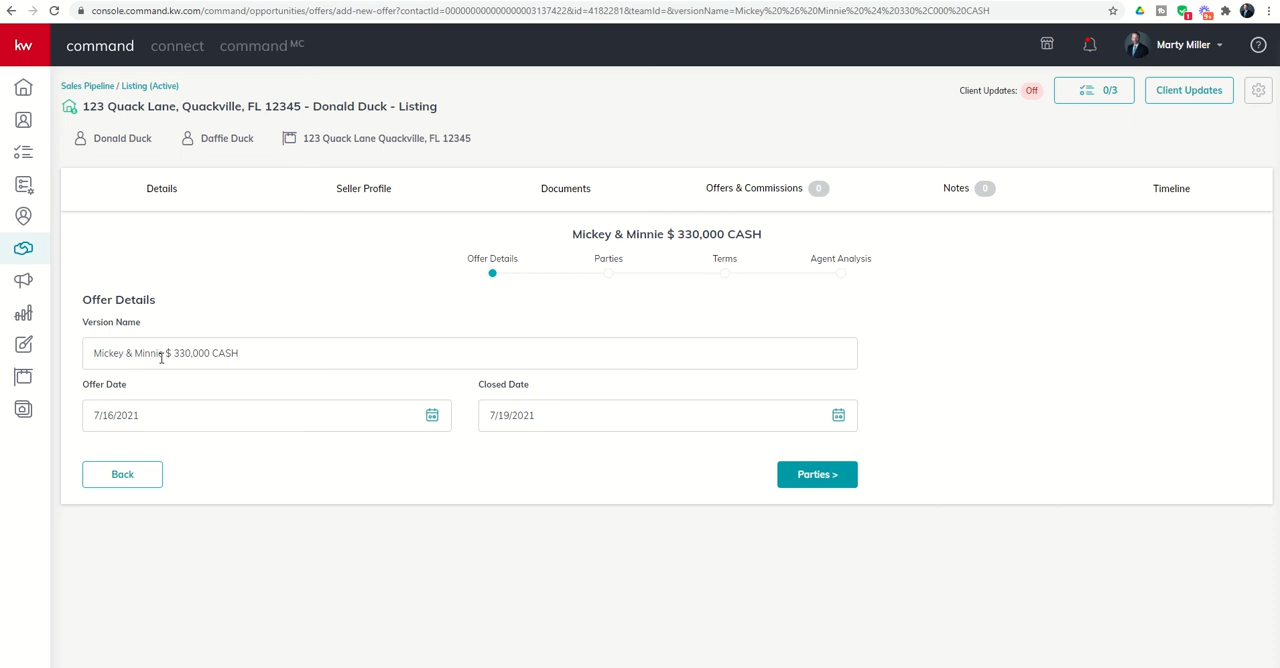 console.command.kw.com/command/opportunities/offers/add-new-offer?contactId=000000000000000003137422&id=4182281&teamId=&versionName=Mickey%20%26%20Minnie%20%24%20330%2C000%20CASH
1
9+
kw
command
connect
command MC
Marty Miller
?
Sales Pipeline / Listing (Active)
123 Quack Lane, Quackville, FL 12345 - Donald Duck - Listing
Client Updates: Off
0/3
Client Updates
Donald Duck
Daffie Duck
123 Quack Lane Quackville, FL 12345
Details
Seller Profile
Documents
Offers & Commissions 0
Notes 0
Timeline
Mickey & Minnie $ 330,000 CASH
Offer Details
Parties
Terms
Agent Analysis
Offer Details
Version Name
Mickey & Minnie $ 330,000 CASH
Offer Date
Closed Date
7/16/2021
7/19/2021
Back
Parties >